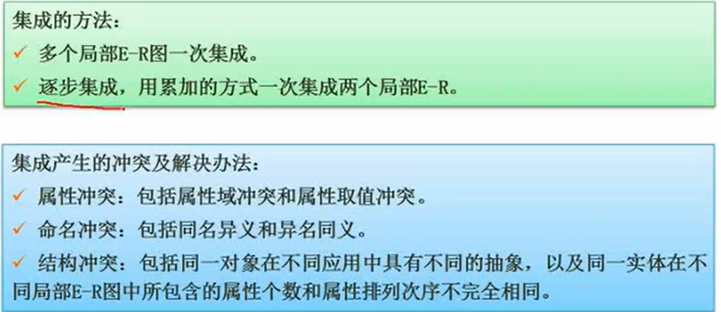 集成的方法：
✓ 多个局部E-R图一次集成。
✓ 逐步集成，用累加的方式一次集成两个局部E-R。
集成产生的冲突及解决办法：
✓ 属性冲突：包括属性域冲突和属性取值冲突。
✓ 命名冲突：包括同名异义和异名同义。
✓ 结构冲突：包括同一对象在不同应用中具有不同的抽象，以及同一实体在不
同局部E-R图中所包含的属性个数和属性排列次序不完全相同。